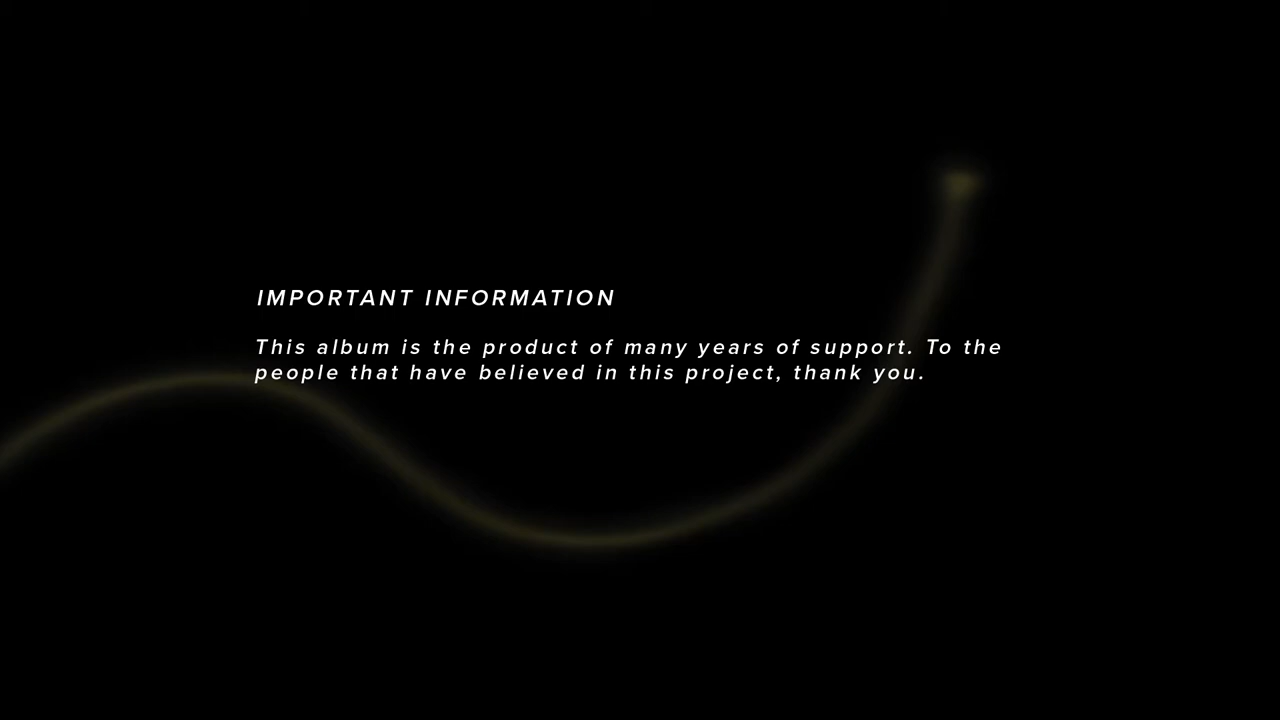 IMPORTANT INFORMATION
This album is the product of many years of support. To the
people that have believed in this project, thank you.